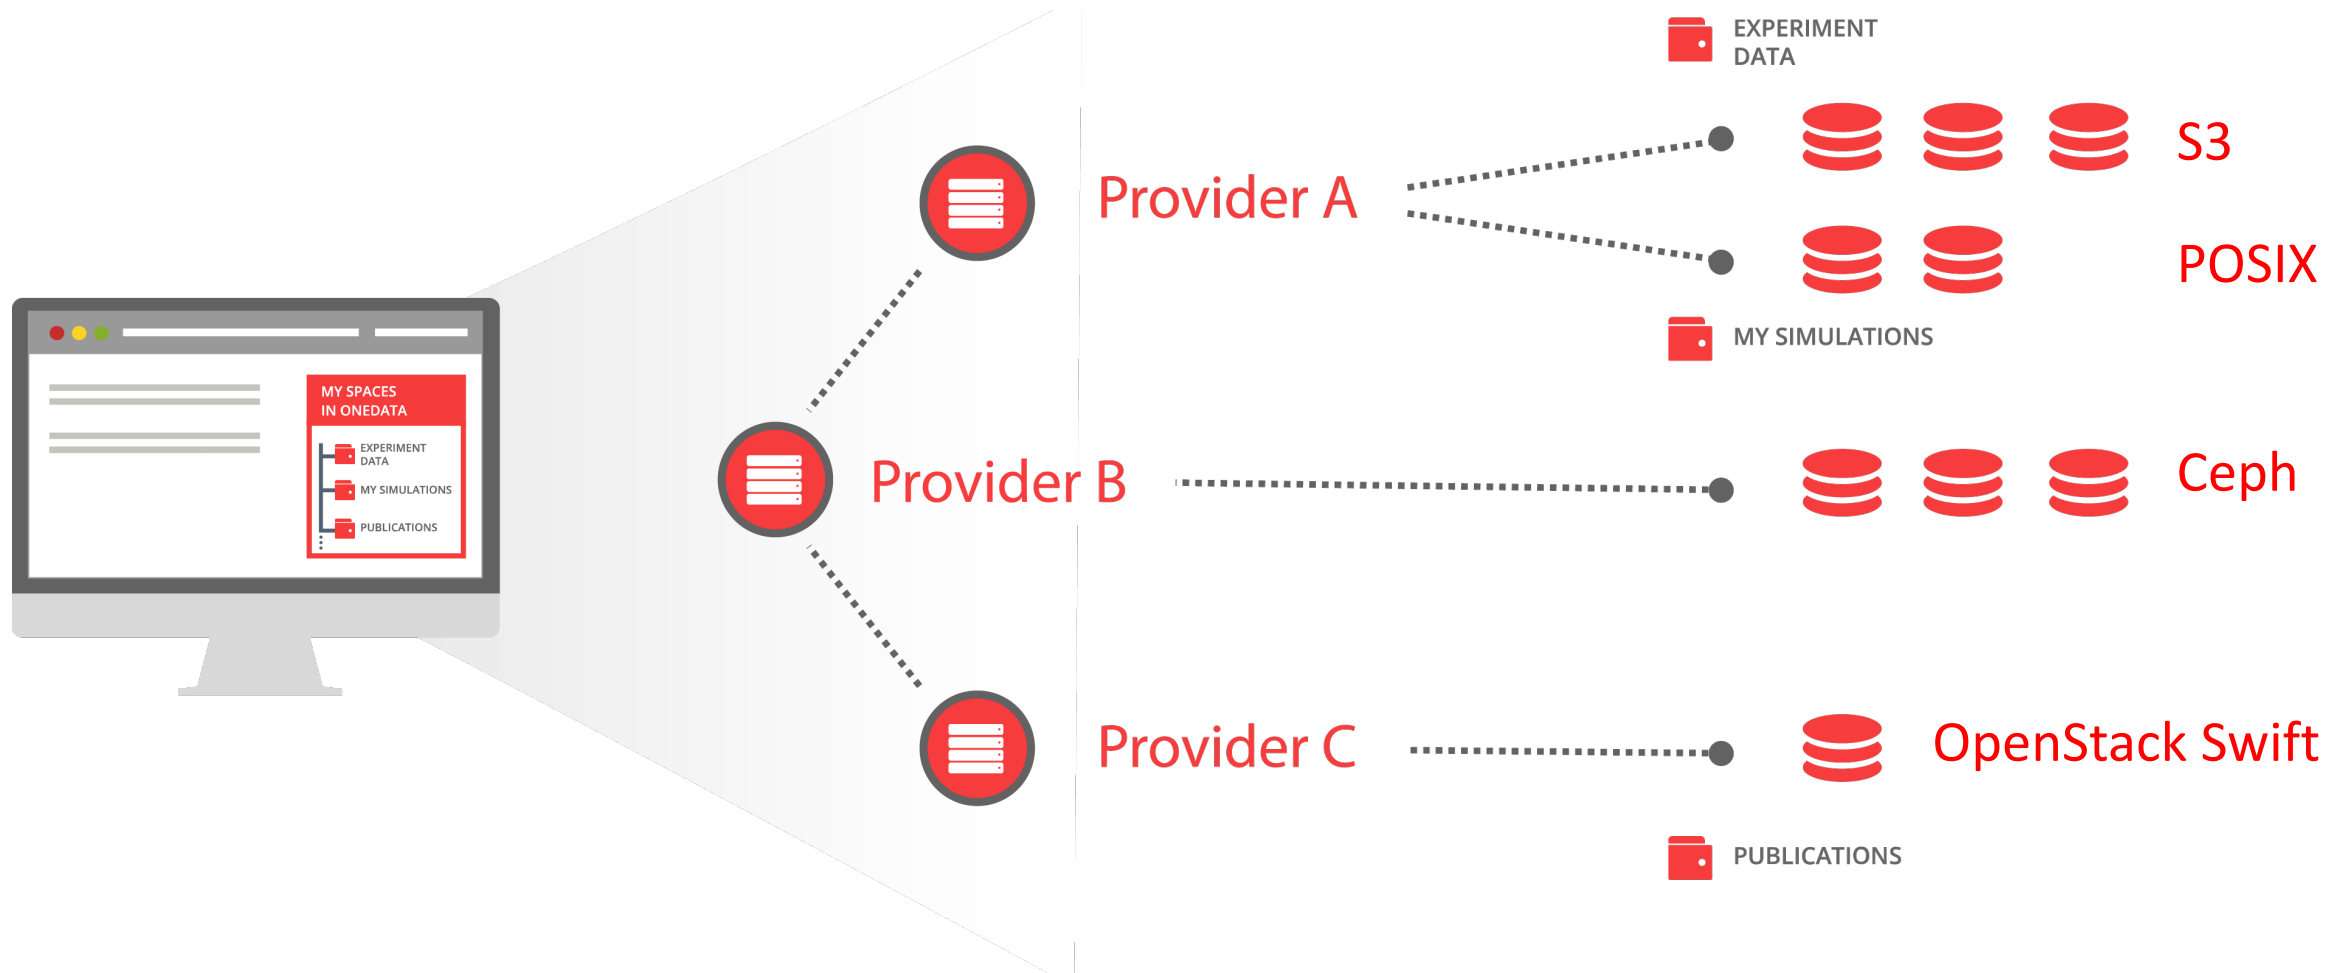 MY SPACES
IN ONEDATA
EXPERIMENT
DATA
MY SIMULATIONS
PUBLICATIONS
Provider A
Provider B
Provider C
EXPERIMENT
DATA
S3
POSIX
MY SIMULATIONS
Ceph
OpenStack Swift
PUBLICATIONS